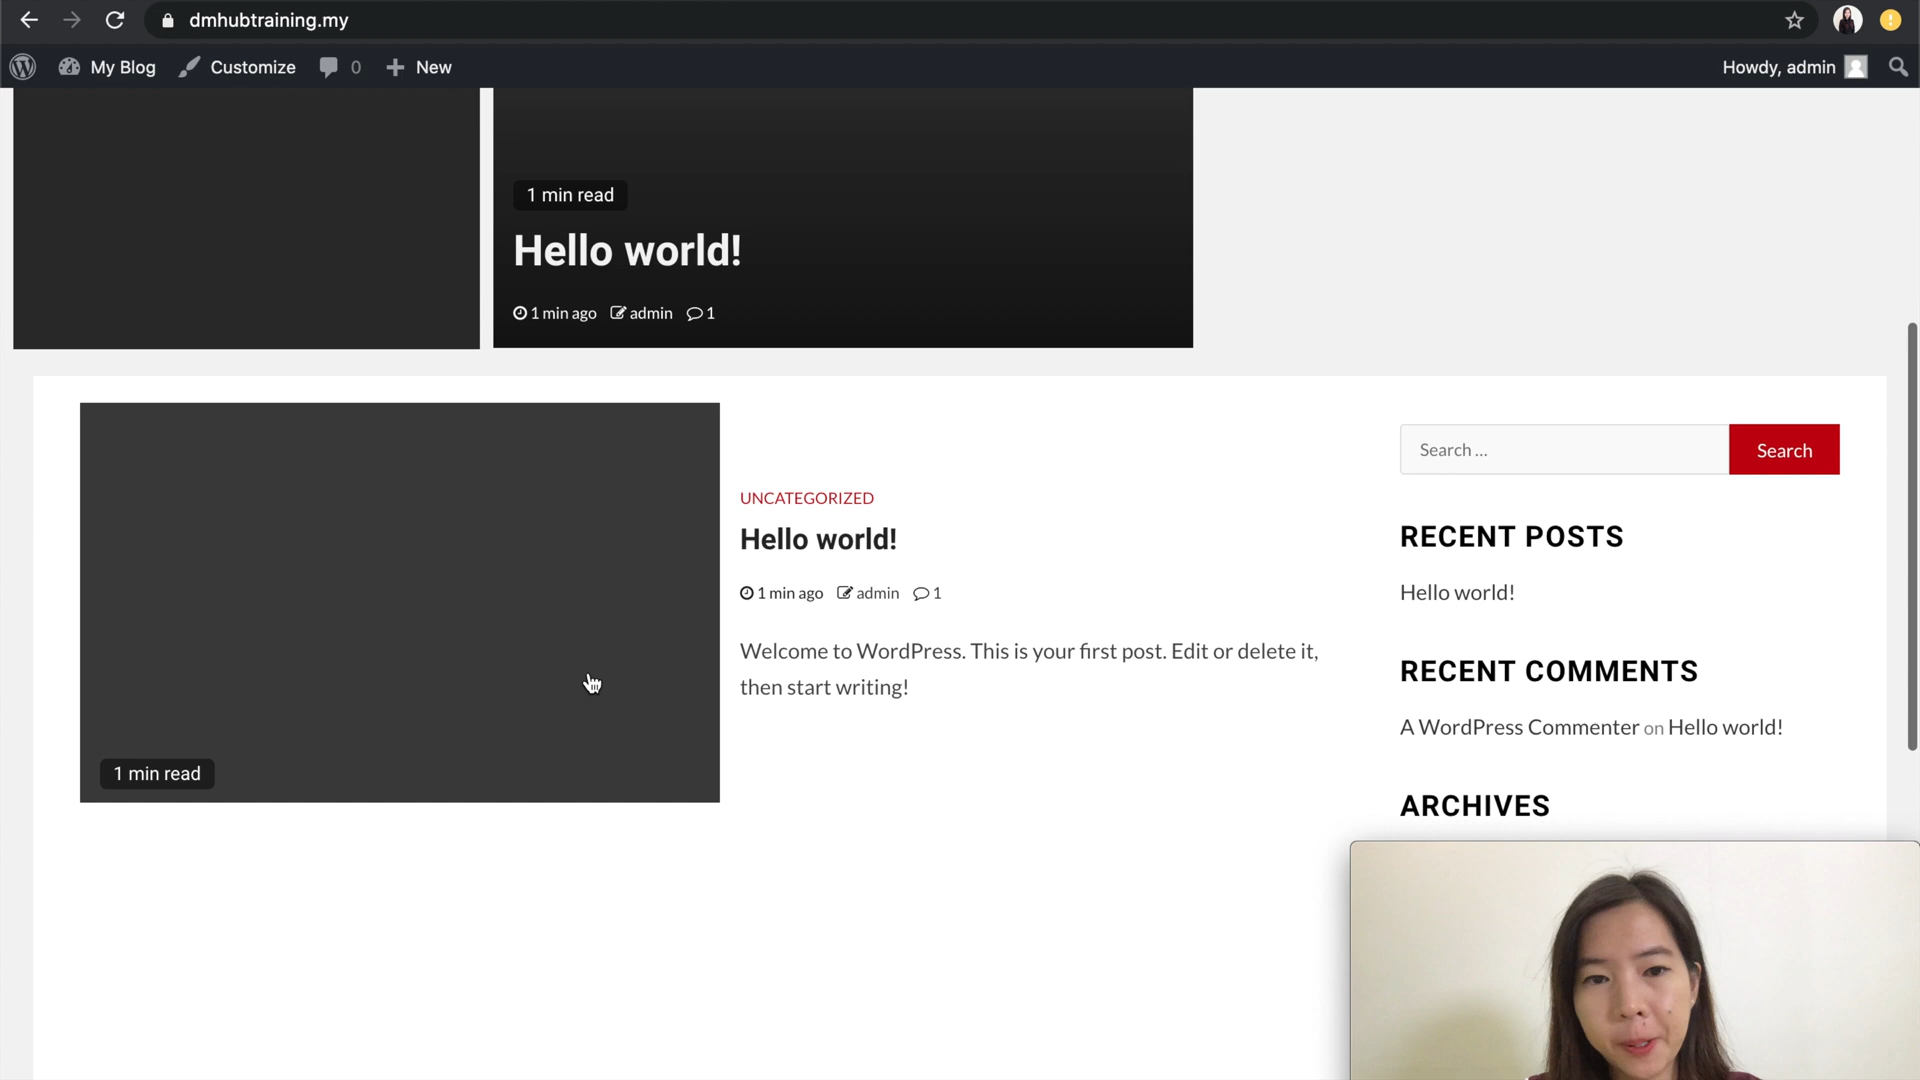 dmhubtraining.my
My Blog
Customize
0
New
Howdy, admin
1 min read
Hello world!
1 min ago admin 1
1 min read
UNCATEGORIZED
Hello world!
1 min ago admin 1
Welcome to WordPress. This is your first post. Edit or delete it,
then start writing!
Search ...
Search
RECENT POSTS
Hello world!
RECENT COMMENTS
A WordPress Commenter on Hello world!
ARCHIVES